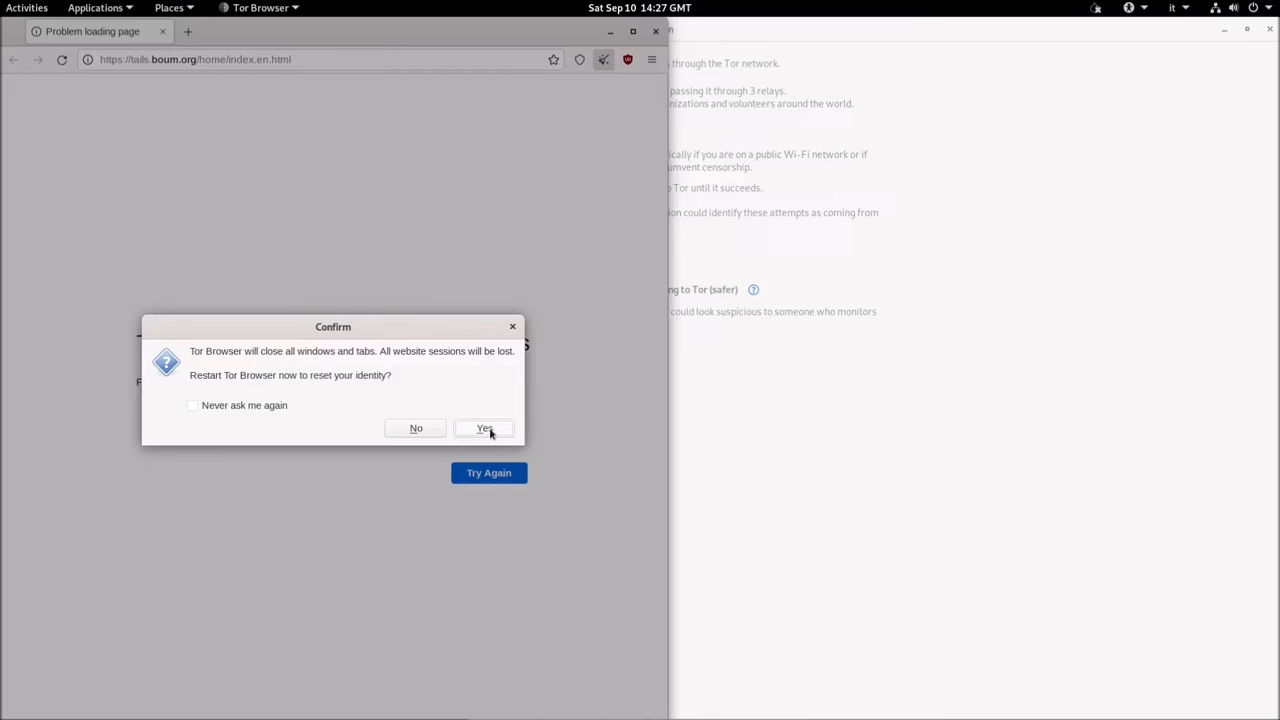 Activities
Applications
Places
Tor Browser
Sat Sep 10 14:27 GMT
it
Problem loading page
https://tails.boum.org/home/index.en.html
through the Tor network.
passing it through 3 relays.
nizations and volunteers around the world.
ically if you are on a public Wi-Fi network or if
umvent censorship.
Tor until it succeeds.
ion could identify these attempts as coming from
ng to Tor (safer)
could look suspicious to someone who monitors
Confirm
Tor Browser will close all windows and tabs. All website sessions will be lost.
Restart Tor Browser now to reset your identity?
Never ask me again
No
Yes
Try Again